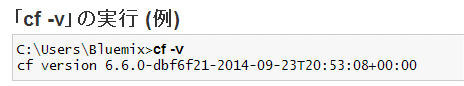 「cf -v」の実行 (例)
C:\Users\Bluemix>cf -v
cf version 6.6.0-dbf6f21-2014-09-23T20:53:08+00:00